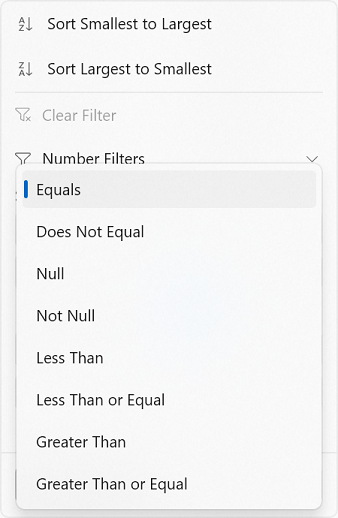 Sort Smallest to Largest
Sort Largest to Smallest
Clear Filter
Number Filters
Equals
Does Not Equal
Null
Not Null
Less Than
Less Than or Equal
Greater Than
Greater Than or Equal